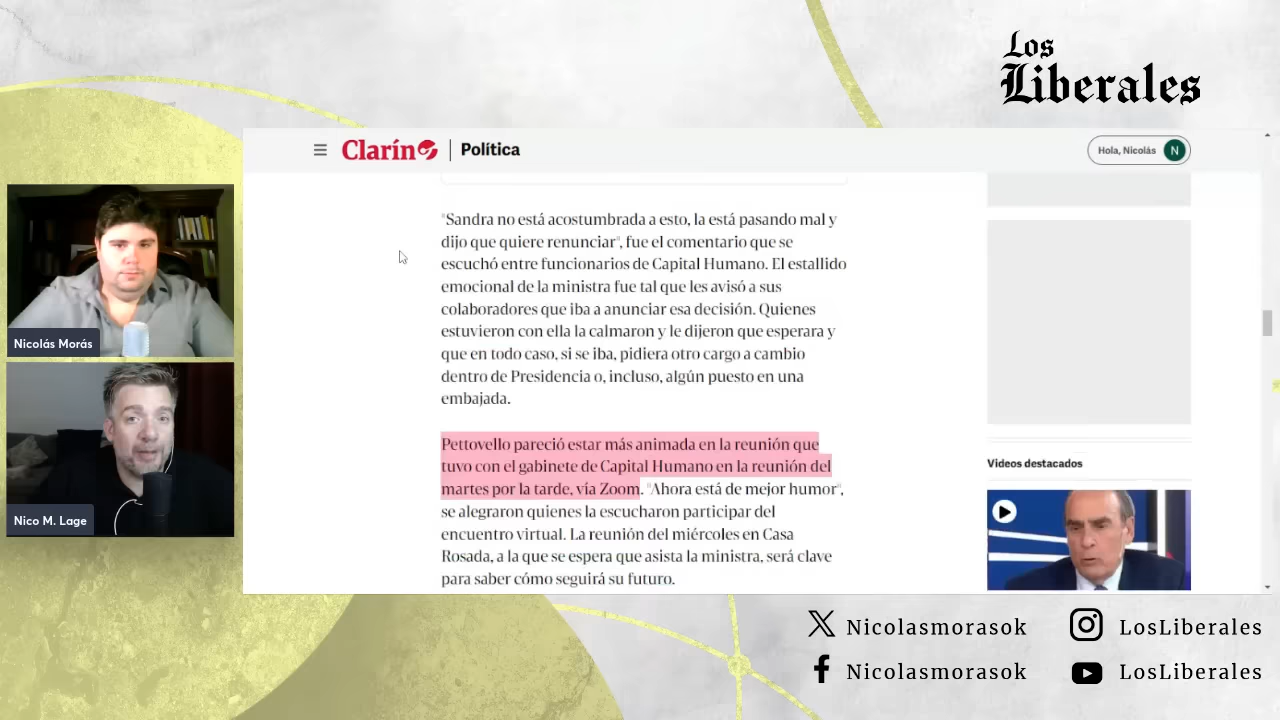 Los
Liberales
Clarín
Política
Hola, Nicolás
N
"Sandra no está acostumbrada a esto, la está pasando mal y
dijo que quiere renunciar", fue el comentario que se
escuchó entre funcionarios de Capital Humano. El estallido
emocional de la ministra fue tal que les avisó a sus
colaboradores que iba a anunciar esa decisión. Quienes
estuvieron con ella la calmaron y le dijeron que esperara y
que en todo caso, si se iba, pidiera otro cargo a cambio
dentro de Presidencia o, incluso, algún puesto en una
embajada.
Pettovello pareció estar más animada en la reunión que
tuvo con el gabinete de Capital Humano en la reunión del
martes por la tarde, vía Zoom. "Ahora está de mejor humor",
se alegraron quienes la escucharon participar del
encuentro virtual. La reunión del miércoles en Casa
Rosada, a la que se espera que asista la ministra, será clave
para saber cómo seguirá su futuro.
Videos destacados
Nicolás Morás
Nico M. Lage
Nicolasmorasok
LosLiberales
Nicolasmorasok
LosLiberales